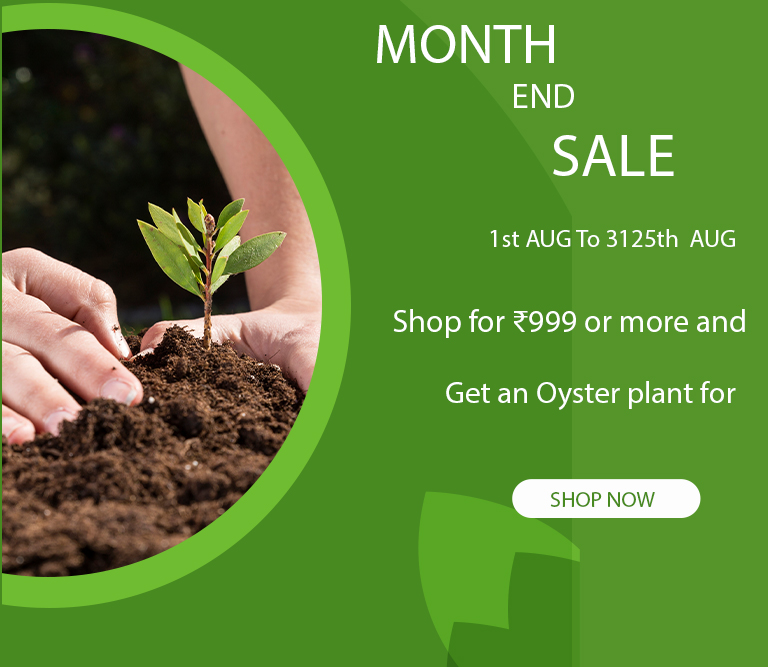 MONTH
END
SALE
1st AUG To 3125th AUG
Shop for ₹999 or more and
Get an Oyster plant for
SHOP NOW